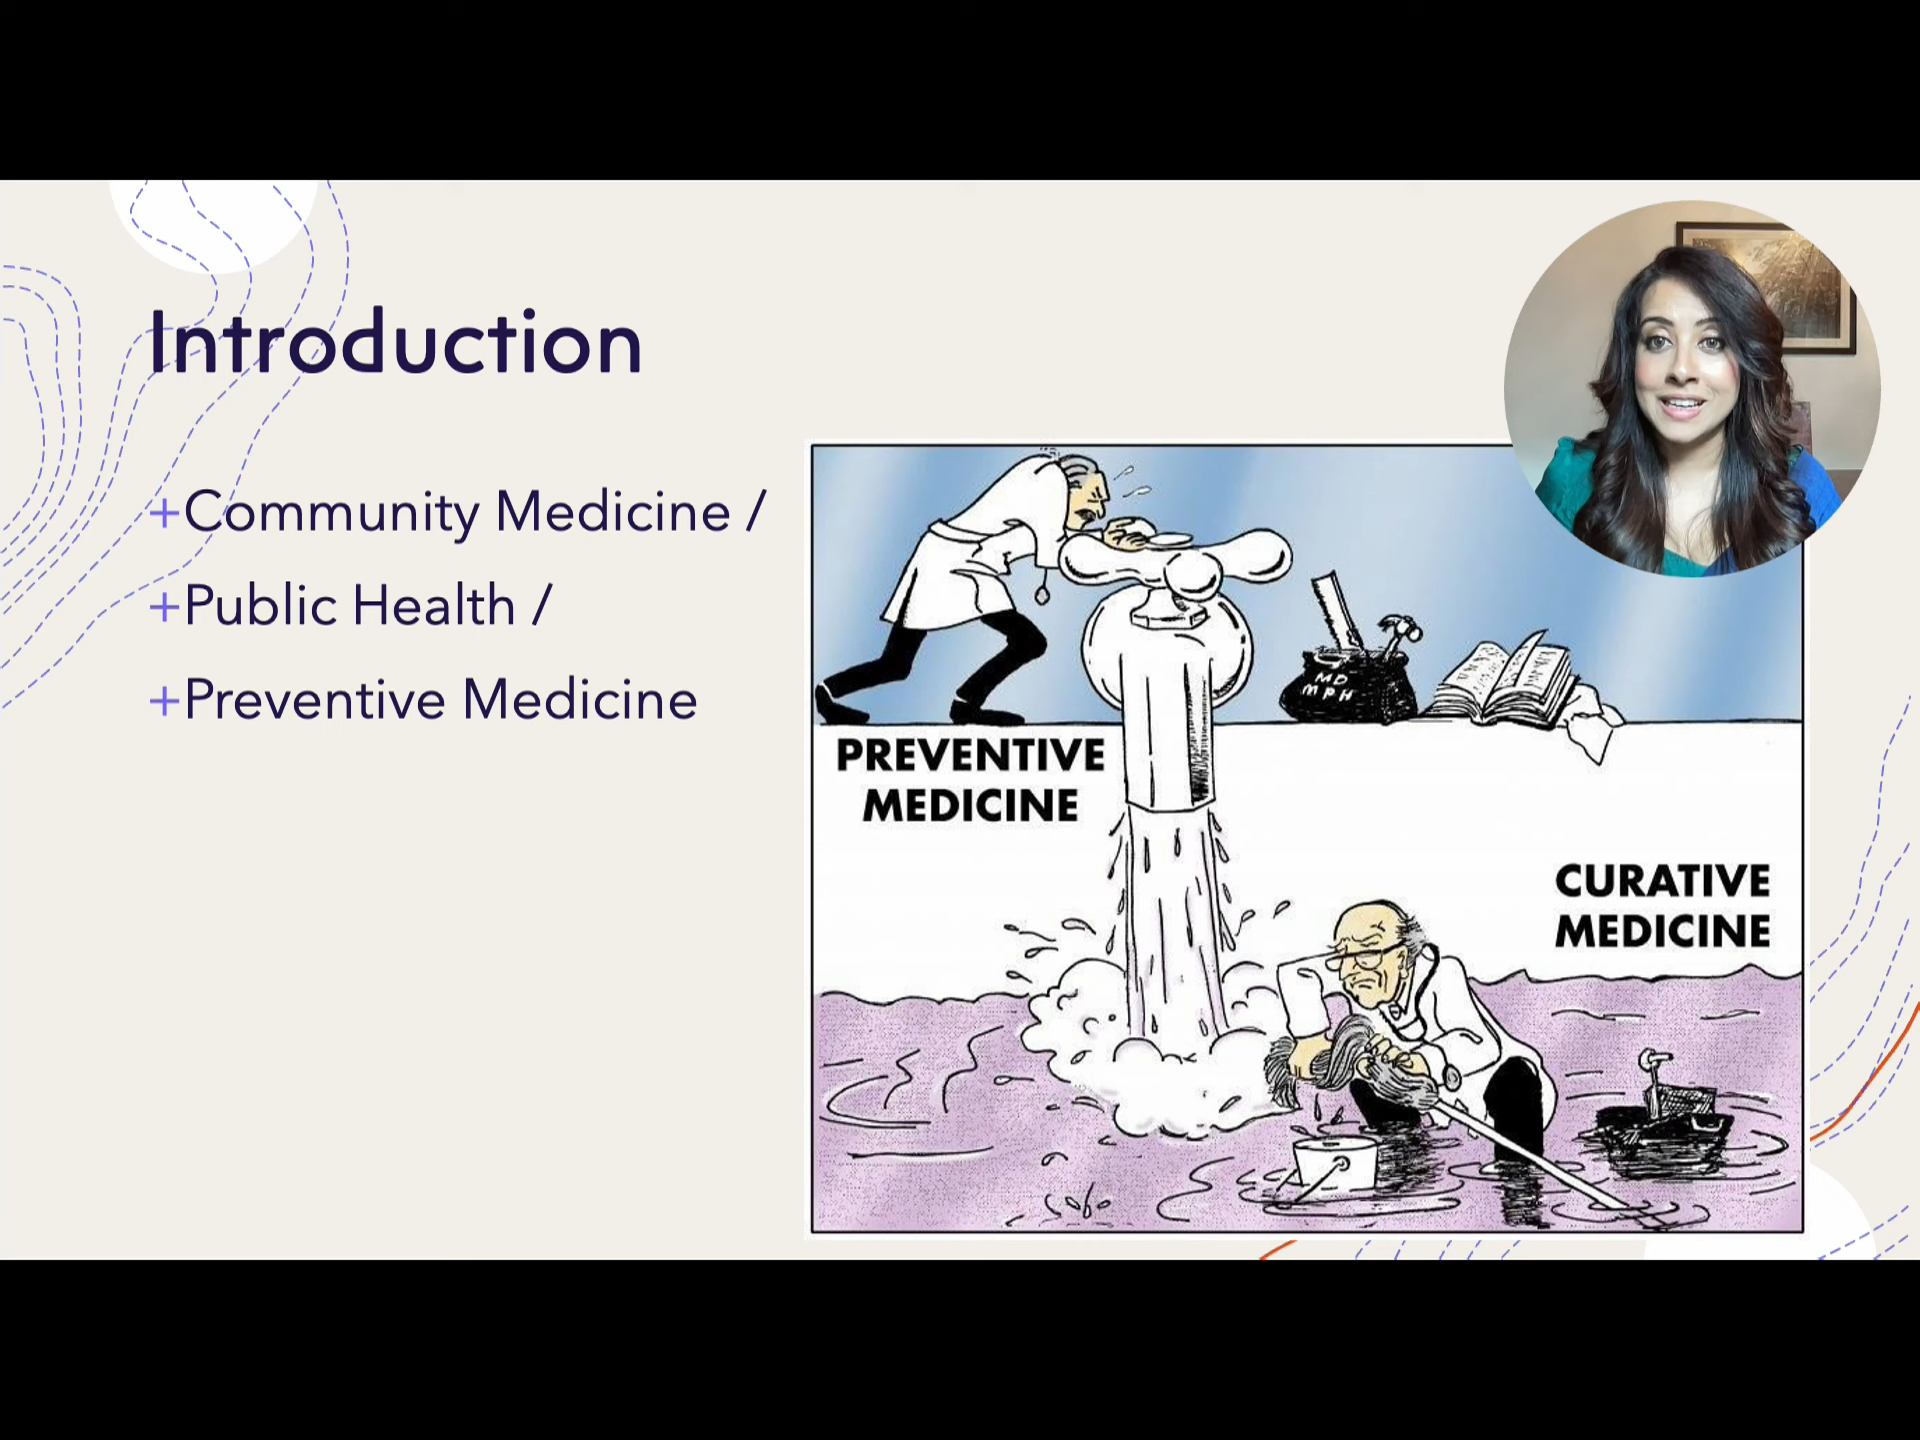 Introduction
+Community Medicine /
+Public Health /
+Preventive Medicine
MD
MPH
PREVENTIVE
MEDICINE
CURATIVE
MEDICINE